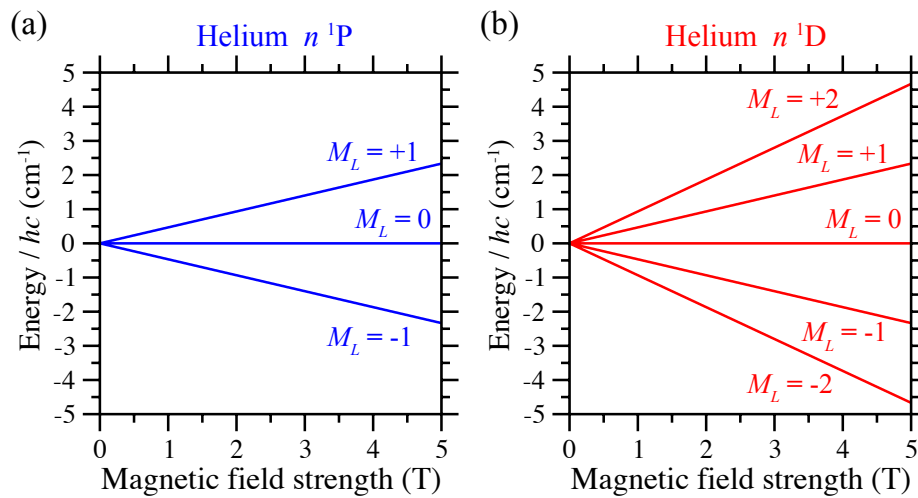 (a)
Helium n ¹P
5
4
3
2
1
0
-1
-2
-3
-4
-5
Energy / hc (cm⁻¹)
M_L = +1
M_L = 0
M_L = -1
0 1 2 3 4 5
Magnetic field strength (T)
(b)
Helium n ¹D
5
4
3
2
1
0
-1
-2
-3
-4
-5
Energy / hc (cm⁻¹)
M_L = +2
M_L = +1
M_L = 0
M_L = -1
M_L = -2
0 1 2 3 4 5
Magnetic field strength (T)